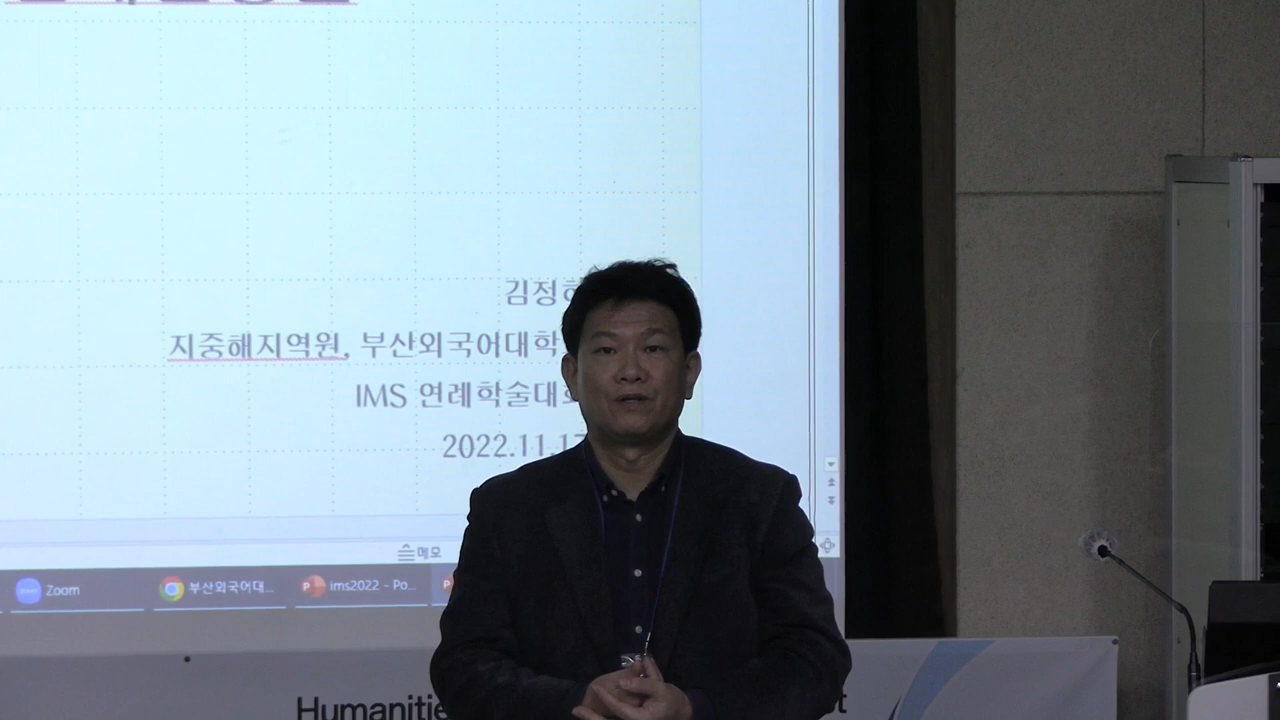 김정하
지중해지역원, 부산외국어대학
IMS 연례학술대회
2022.11.17
메모
Zoom
부산외국어대...
ims2022 - Po...
Humanitie